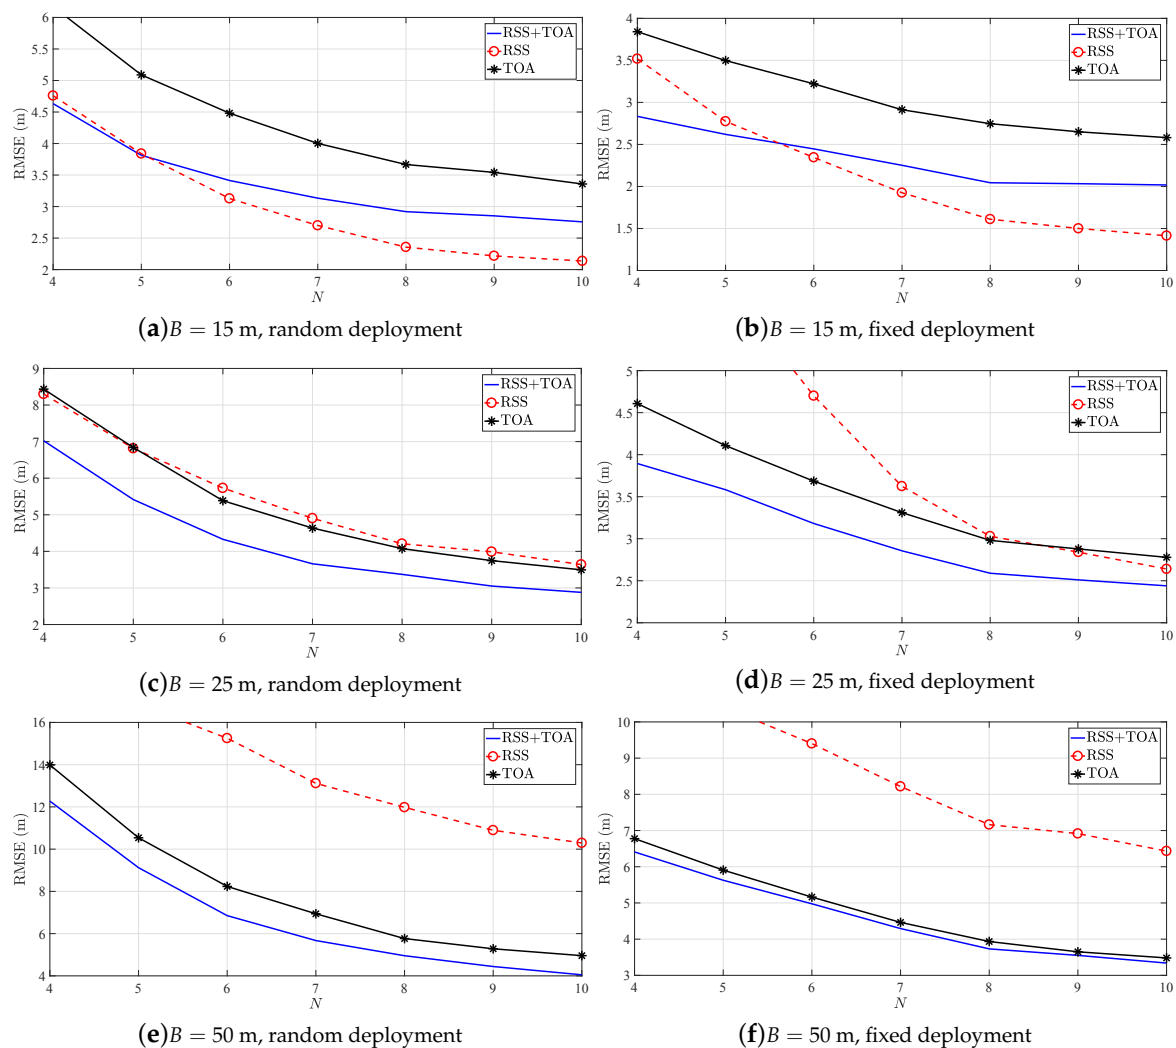 6
5.5
5
4.5
4
3.5
3
2.5
2
RMSE (m)
4 5 6 7 8 9 10
N
RSS+TOA
RSS
TOA
(a) B = 15 m, random deployment
4
3.5
3
2.5
2
1.5
1
RMSE (m)
4 5 6 7 8 9 10
N
RSS+TOA
RSS
TOA
(b) B = 15 m, fixed deployment
9
8
7
6
5
4
3
2
RMSE (m)
4 5 6 7 8 9 10
N
RSS+TOA
RSS
TOA
(c) B = 25 m, random deployment
5
4.5
4
3.5
3
2.5
2
RMSE (m)
4 5 6 7 8 9 10
N
RSS+TOA
RSS
TOA
(d) B = 25 m, fixed deployment
16
14
12
10
8
6
4
RMSE (m)
4 5 6 7 8 9 10
N
RSS+TOA
RSS
TOA
(e) B = 50 m, random deployment
10
9
8
7
6
5
4
3
RMSE (m)
4 5 6 7 8 9 10
N
RSS+TOA
RSS
TOA
(f) B = 50 m, fixed deployment